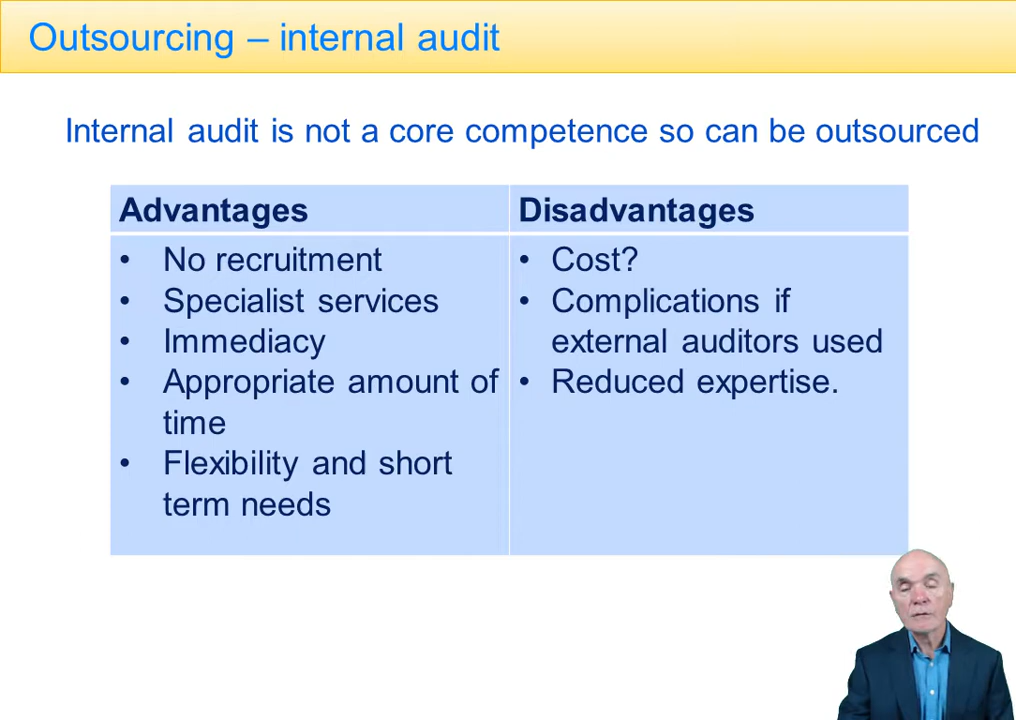 Outsourcing – internal audit
Internal audit is not a core competence so can be outsourced
Advantages
• No recruitment
• Specialist services
• Immediacy
• Appropriate amount of
time
• Flexibility and short
term needs
Disadvantages
• Cost?
• Complications if
external auditors used
• Reduced expertise.